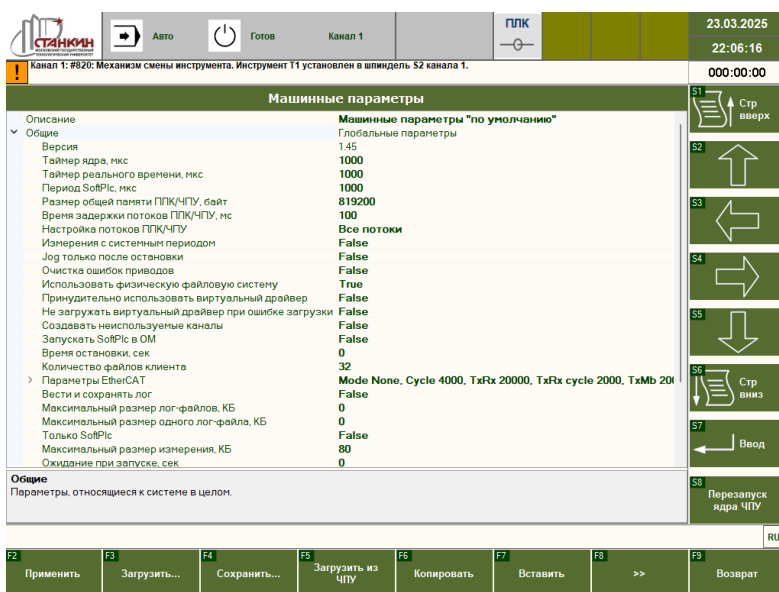 СТАНКИН
МОСКОВСКИЙ ГОСУДАРСТВЕННЫЙ
ТЕХНОЛОГИЧЕСКИЙ УНИВЕРСИТЕТ
Авто
Готов
Канал 1
ПЛК
23.03.2025
22:06:16
! Канал 1: #820: Механизм смены инструмента. Инструмент T1 установлен в шпиндель S2 канала 1.
000:00:00
Машинные параметры
Описание Машинные параметры "по умолчанию"
Общие Глобальные параметры
Версия 1.45
Таймер ядра, мкс 1000
Таймер реального времени, мкс 1000
Период SoftPlc, мкс 1000
Размер общей памяти ПЛК/ЧПУ, байт 819200
Время задержки потоков ПЛК/ЧПУ, мс 100
Настройка потоков ПЛК/ЧПУ Все потоки
Измерения с системным периодом False
Jog только после остановки False
Очистка ошибок приводов False
Использовать физическую файловую систему True
Принудительно использовать виртуальный драйвер False
Не загружать виртуальный драйвер при ошибке загрузки False
Создавать неиспользуемые каналы False
Запускать SoftPlc в ОМ False
Время остановки, сек 0
Количество файлов клиента 32
Параметры EtherCAT Mode None, Cycle 4000, TxRx 20000, TxRx cycle 2000, TxMb 200
Вести и сохранять лог False
Максимальный размер лог-файлов, КБ 0
Максимальный размер одного лог-файла, КБ 0
Только SoftPlc False
Максимальный размер измерения, КБ 80
Ожидание при запуске, сек 0
Общие
Параметры, относящиеся к системе в целом.
S1 Стр
вверх
S2
S3
S4
S5
S6 Стр
вниз
S7 Ввод
S8 Перезапуск
ядра ЧПУ
RU
F2 Применить
F3 Загрузить...
F4 Сохранить...
F5 Загрузить из
ЧПУ
F6 Копировать
F7 Вставить
F8 >>
F9 Возврат